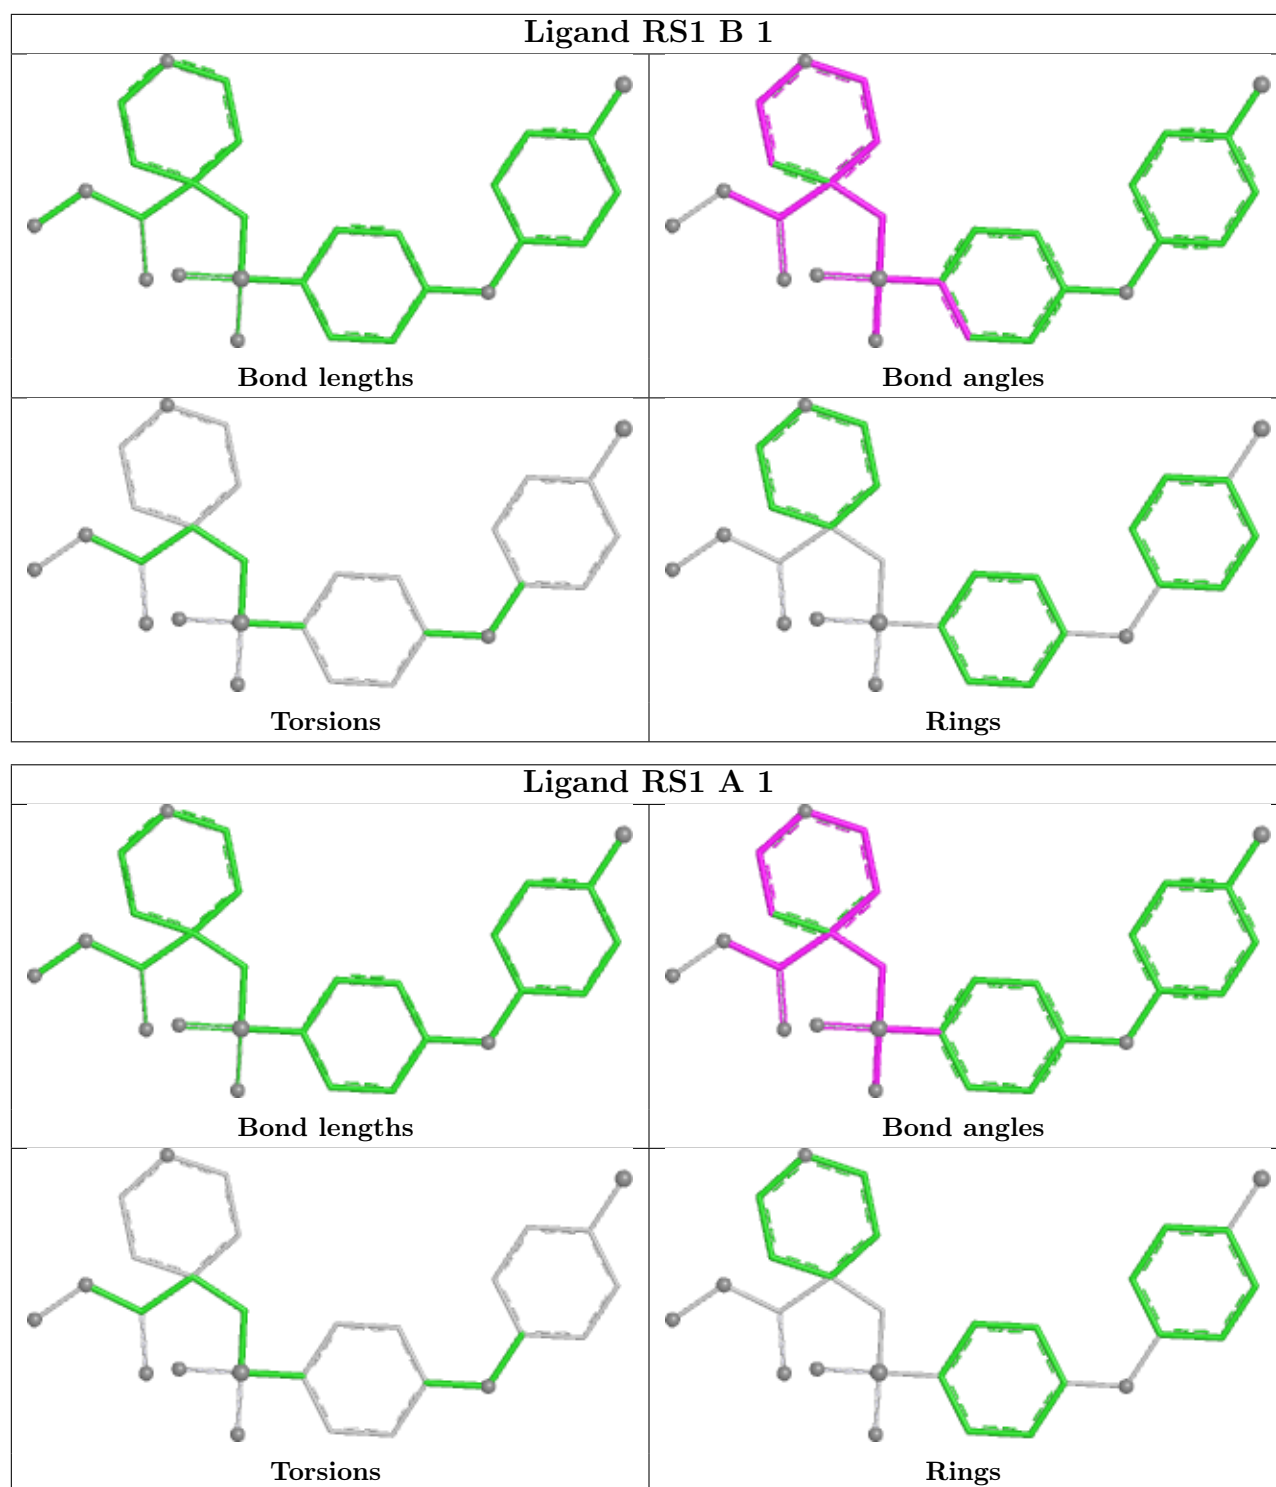 Ligand RS1 B 1
Bond lengths
Bond angles
Torsions
Rings
Ligand RS1 A 1
Bond lengths
Bond angles
Torsions
Rings